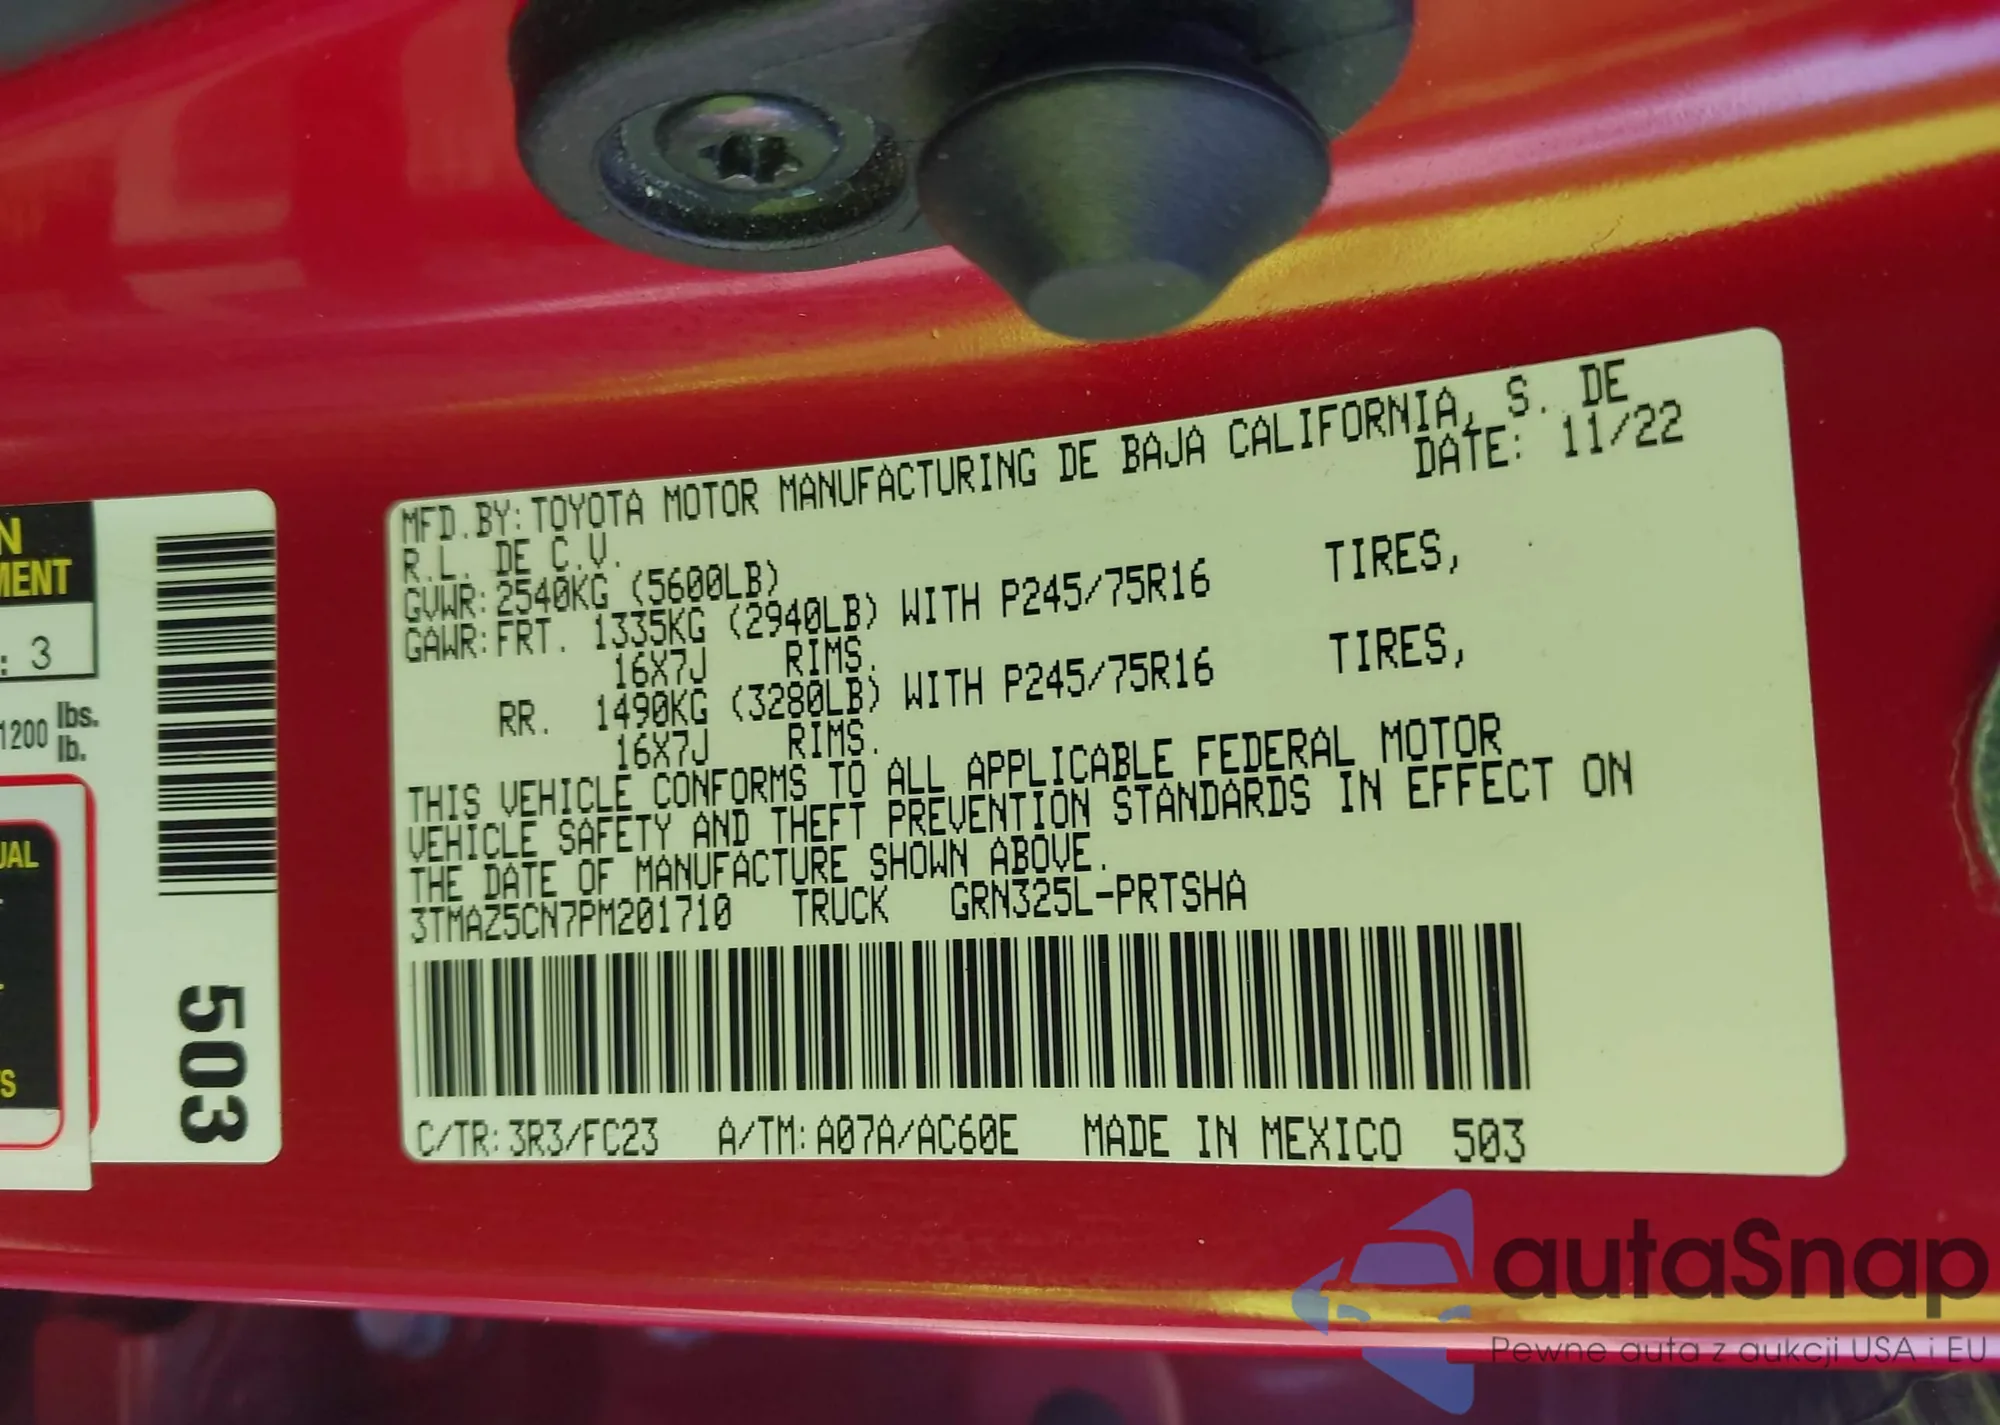 MFD.BY:TOYOTA MOTOR MANUFACTURING DE BAJA CALIFORNIA, S. DE
R.L. DE C.V. DATE: 11/22
GVWR:2540KG (5600LB)
GAWR:FRT. 1335KG (2940LB) WITH P245/75R16 TIRES,
16X7J RIMS.
RR. 1490KG (3280LB) WITH P245/75R16 TIRES,
16X7J RIMS.
THIS VEHICLE CONFORMS TO ALL APPLICABLE FEDERAL MOTOR
VEHICLE SAFETY AND THEFT PREVENTION STANDARDS IN EFFECT ON
THE DATE OF MANUFACTURE SHOWN ABOVE.
3TMAZ5CN7PM201710 TRUCK GRN325L-PRTSHA
C/TR:3R3/FC23 A/TM:A07A/AC60E MADE IN MEXICO 503
: 3
1200 lbs.
lb.
503
autaSnap
Pewne auta z aukcji USA i EU